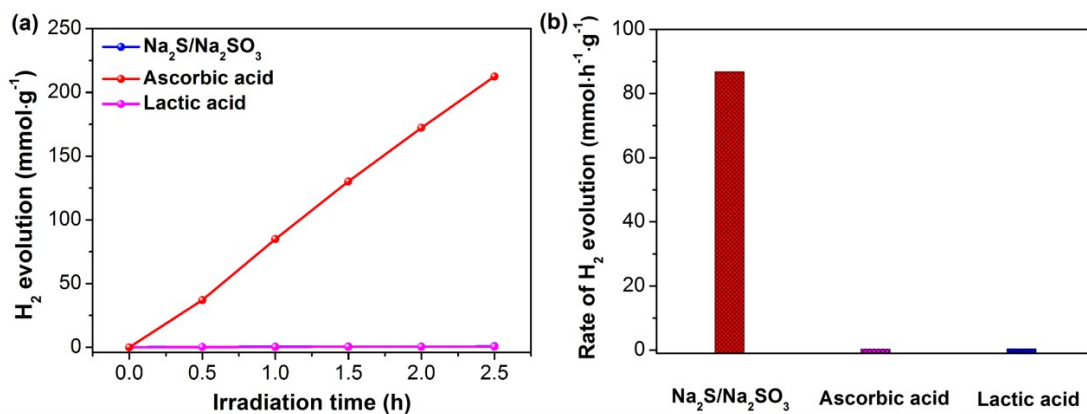 (a)
H₂ evolution (mmol·g⁻¹)
250
200
150
100
50
0
Na₂S/Na₂SO₃
Ascorbic acid
Lactic acid
0.0 0.5 1.0 1.5 2.0 2.5
Irradiation time (h)
(b)
Rate of H₂ evolution (mmol·h⁻¹·g⁻¹)
100
80
60
40
20
0
Na₂S/Na₂SO₃ Ascorbic acid Lactic acid